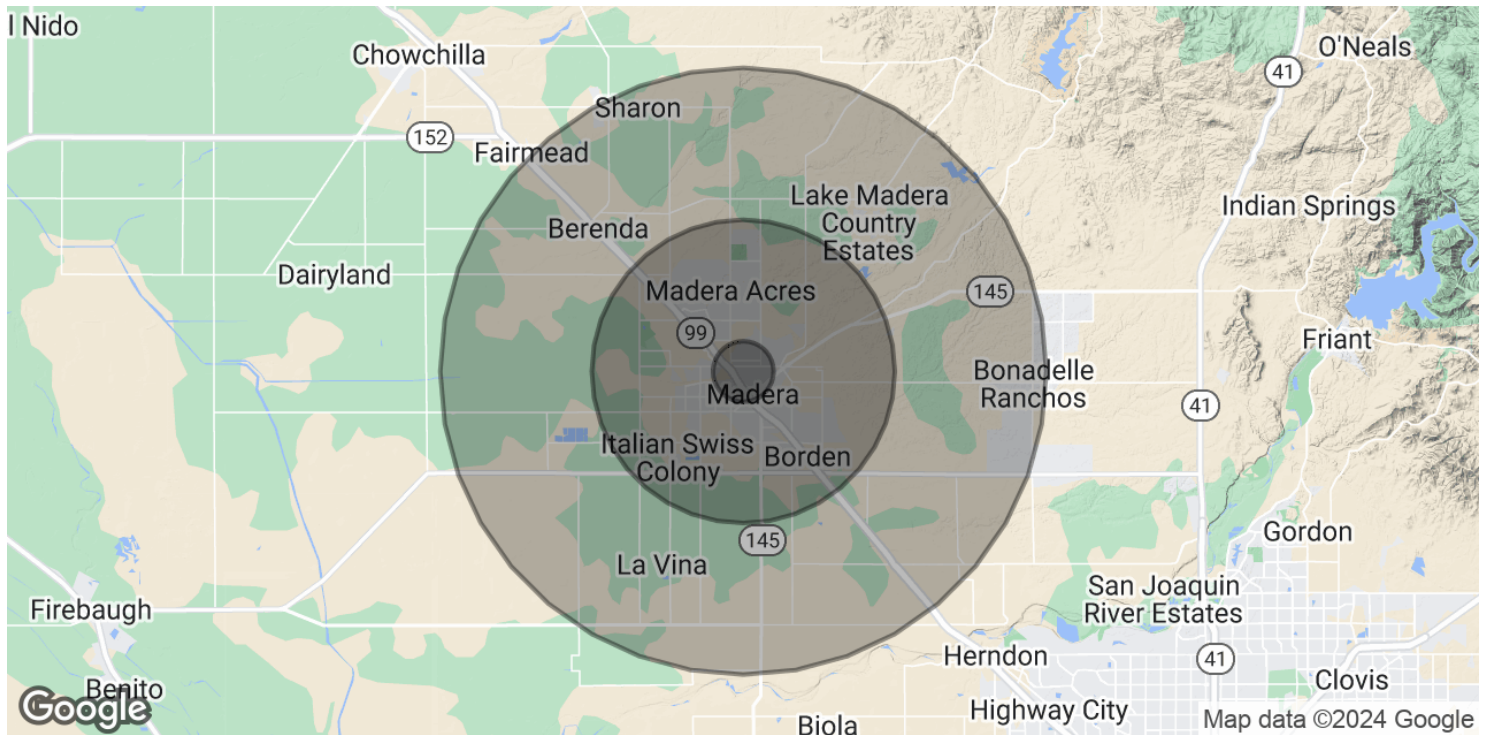 l Nido
O'Neals
Chowchilla
41
Sharon
152
Fairmead
Lake Madera
Country
Estates
Indian Springs
Berenda
Dairyland
Madera Acres
145
99
Friant
Bonadelle
Ranchos
Madera
41
Italian Swiss
Colony
Borden
Gordon
145
La Vina
San Joaquin
River Estates
Firebaugh
Herndon
41
Clovis
Benito
Google
Highway City
Map data ©2024 Google
Biola